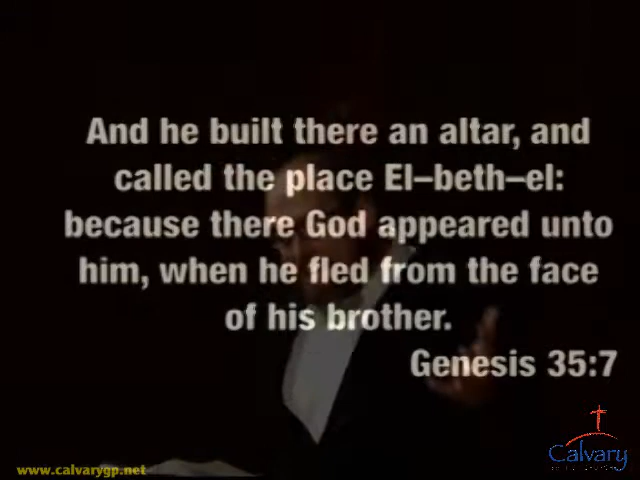 And he built there an altar, and
called the place El–beth–el:
because there God appeared unto
him, when he fled from the face
of his brother.
Genesis 35:7
Calvary
www.calvarygp.net